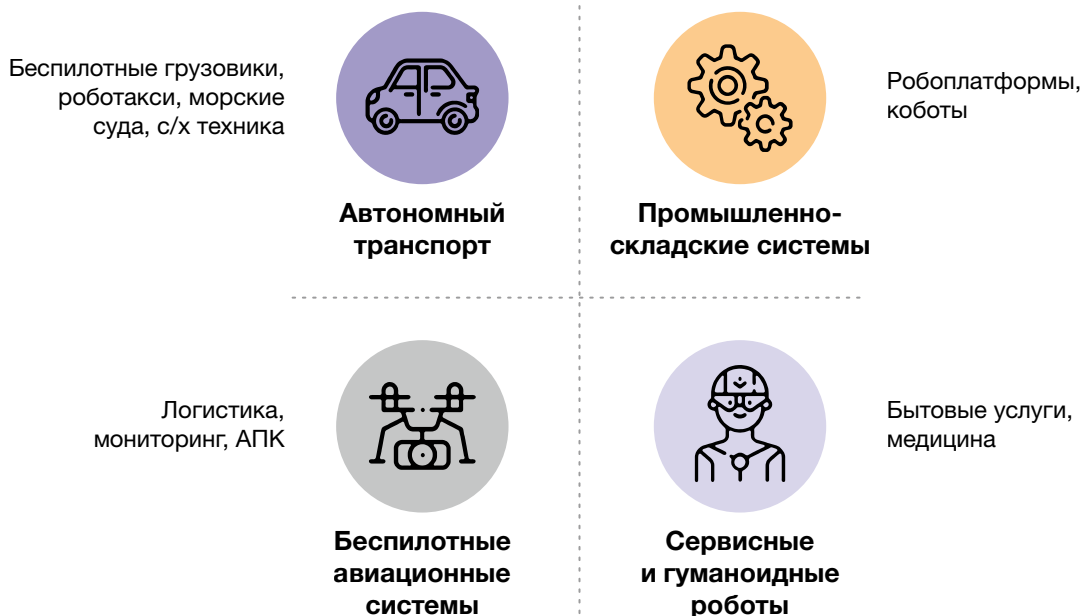 Беспилотные грузовики,
роботакси, морские
суда, с/х техника
Автономный
транспорт
Робоплатформы,
коботы
Промышленно-
складские системы
Логистика,
мониторинг, АПК
Беспилотные
авиационные
системы
Бытовые услуги,
медицина
Сервисные
и гуманоидные
роботы